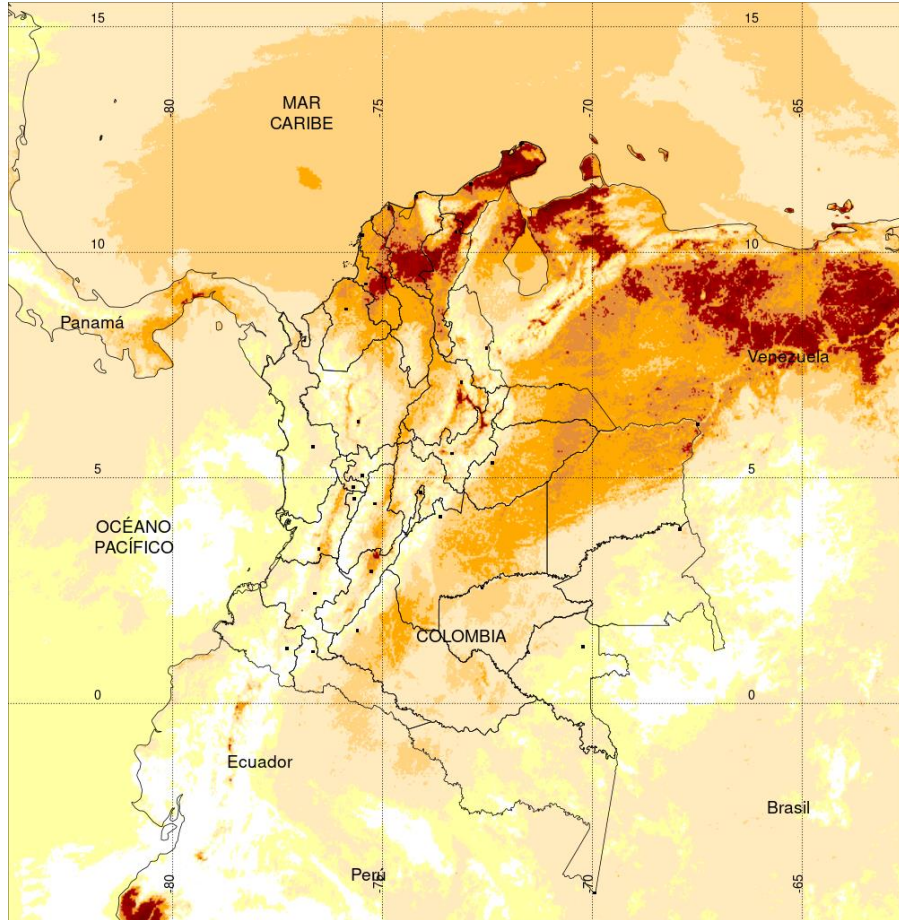 15
15
-80
-75
-70
-65
MAR
CARIBE
10
10
Panamá
Venezuela
5
5
OCÉANO
PACÍFICO
COLOMBIA
0
0
Ecuador
Brasil
Perú
-80
-75
-70
-65